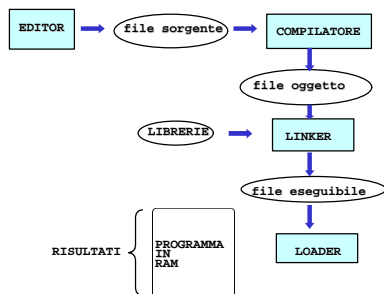 EDITOR
file sorgente
COMPILATORE
file oggetto
LIBRERIE
LINKER
file eseguibile
RISULTATI
PROGRAMMA
IN
RAM
LOADER